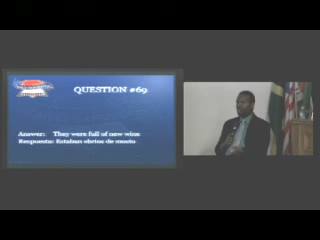 QUESTION #69
Answer: They were full of new wine
Respuesta: Estaban ebrios de mosto